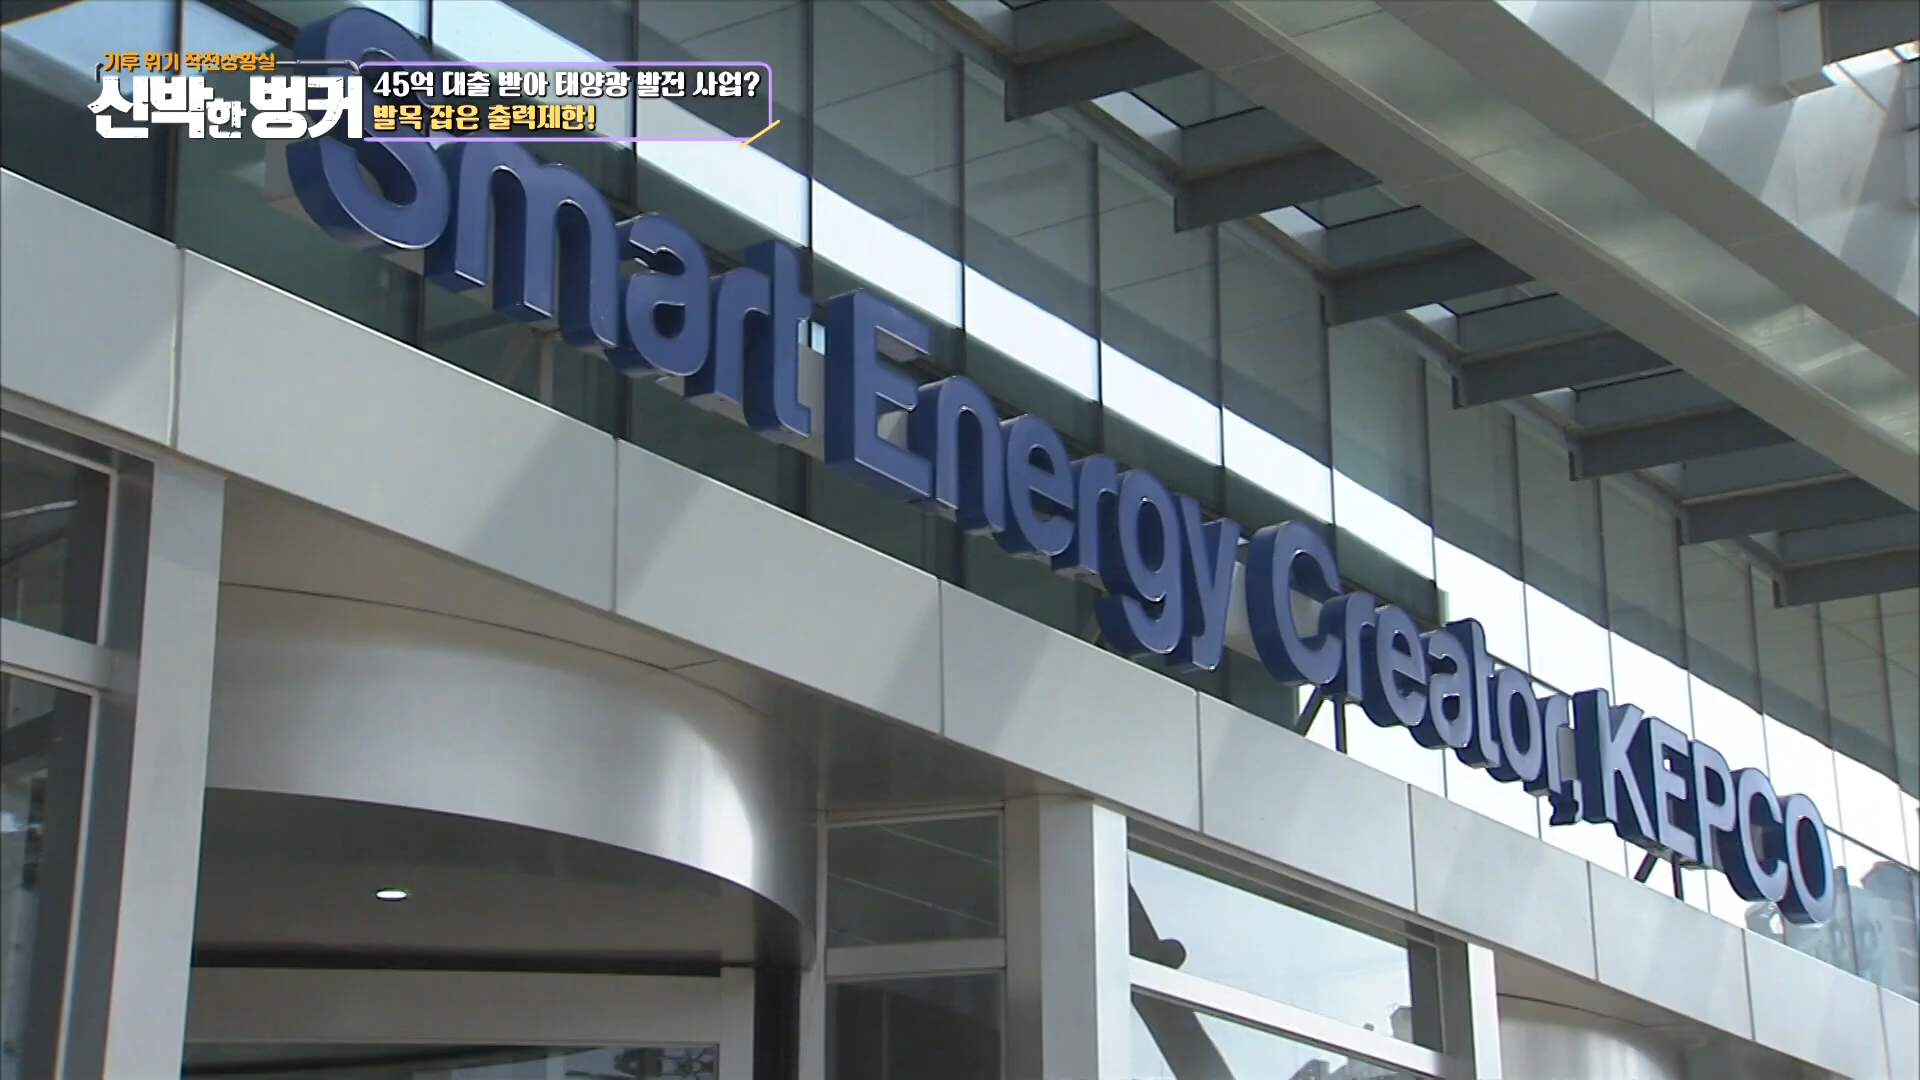 기후 위기 작전상황실
신박한 벙커
45억 대출 받아 태양광 발전 사업?
발목 잡은 출력제한!
Smart Energy Creator, KEPCO